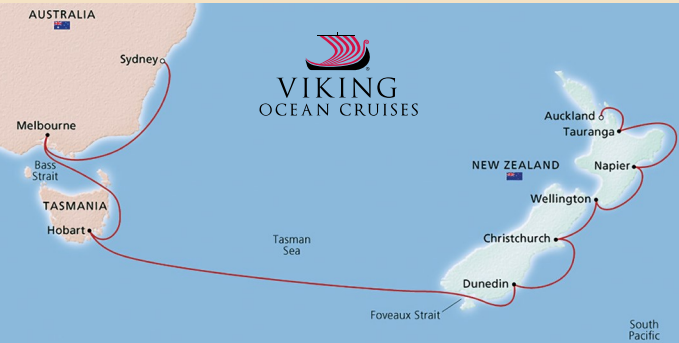 AUSTRALIA
Sydney
VIKING
OCEAN CRUISES
Melbourne
Bass
Strait
TASMANIA
Hobart
Tasman
Sea
Auckland
Tauranga
NEW ZEALAND
Napier
Wellington
Christchurch
Dunedin
Foveaux Strait
South
Pacific